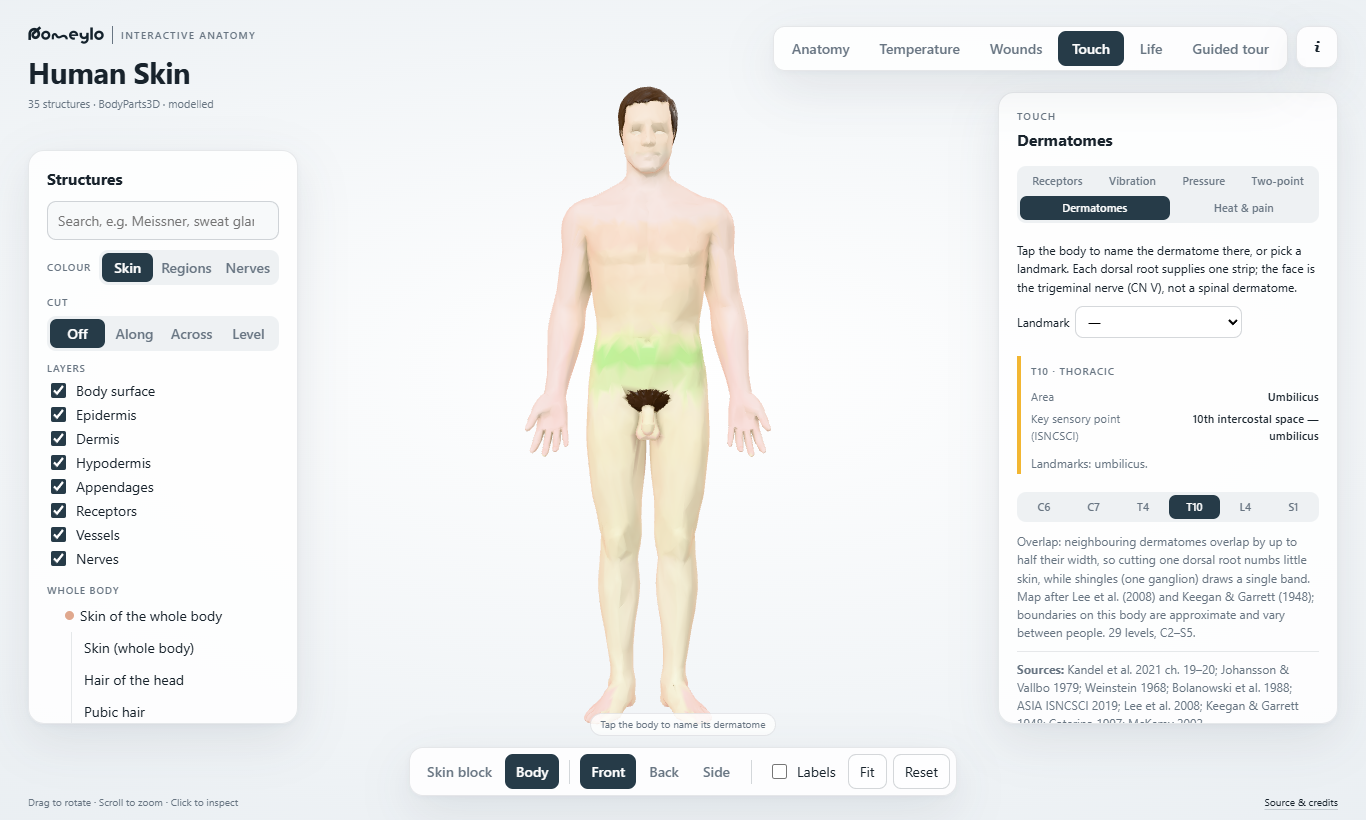 Domeylo
INTERACTIVE ANATOMY
Human Skin
35 structures · BodyParts3D · modelled
Anatomy
Temperature
Wounds
Touch
Life
Guided tour
i
Structures
Search, e.g. Meissner, sweat glar
COLOUR
Skin
Regions
Nerves
CUT
Off
Along
Across
Level
LAYERS
Body surface
Epidermis
Dermis
Hypodermis
Appendages
Receptors
Vessels
Nerves
WHOLE BODY
Skin of the whole body
Skin (whole body)
Hair of the head
Pubic hair
TOUCH
Dermatomes
Receptors
Vibration
Pressure
Two-point
Dermatomes
Heat & pain
Tap the body to name the dermatome there, or pick a
landmark. Each dorsal root supplies one strip; the face is
the trigeminal nerve (CN V), not a spinal dermatome.
Landmark
—
T10 · THORACIC
Area
Umbilicus
Key sensory point
(ISNCSCI)
10th intercostal space —
umbilicus
Landmarks: umbilicus.
C6
C7
T4
T10
L4
S1
Overlap: neighbouring dermatomes overlap by up to
half their width, so cutting one dorsal root numbs little
skin, while shingles (one ganglion) draws a single band.
Map after Lee et al. (2008) and Keegan & Garrett (1948);
boundaries on this body are approximate and vary
between people. 29 levels, C2–S5.
Sources: Kandel et al. 2021 ch. 19–20; Johansson &
Vallbo 1979; Weinstein 1968; Bolanowski et al. 1988;
ASIA ISNCSCI 2019; Lee et al. 2008; Keegan & Garrett
Tap the body to name its dermatome
Skin block
Body
Front
Back
Side
Labels
Fit
Reset
Drag to rotate · Scroll to zoom · Click to inspect
Source & credits